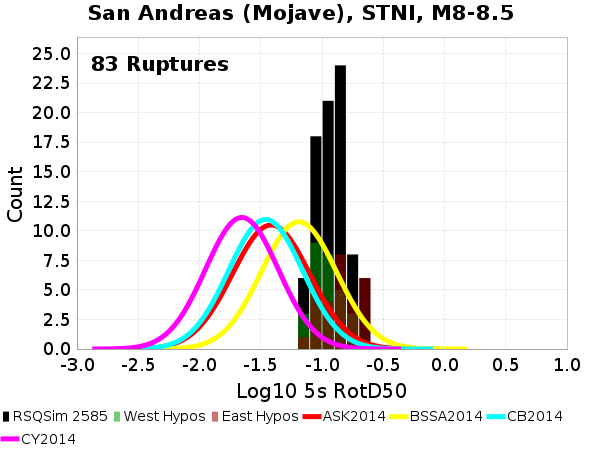 San Andreas (Mojave), STNI, M8-8.5
83 Ruptures
Count
25.0
22.5
20.0
17.5
15.0
12.5
10.0
7.5
5.0
2.5
0.0
-3.0 -2.5 -2.0 -1.5 -1.0 -0.5 0.0 0.5 1.0
Log10 5s RotD50
RSQSim 2585 West Hypos East Hypos ASK2014 BSSA2014 CB2014
CY2014